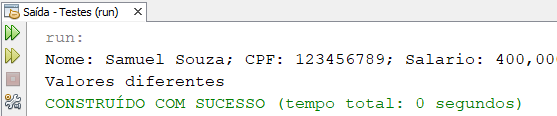 Saída - Testes (run)
run:
Nome: Samuel Souza; CPF: 123456789; Salario: 400,00
Valores diferentes
CONSTRUÍDO COM SUCESSO (tempo total: 0 segundos)